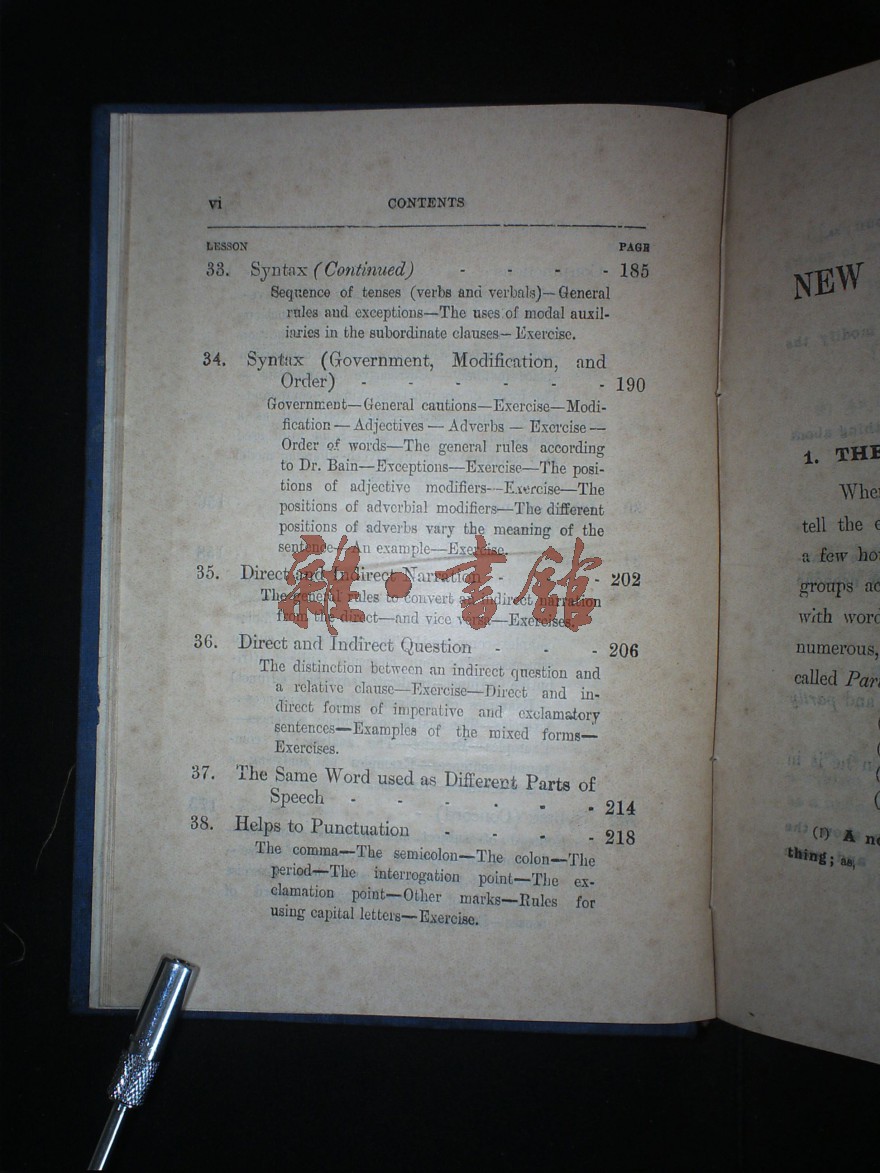 vi CONTENTS
LESSON PAGE
33. Syntax (Continued) - - - - 185
Sequence of tenses (verbs and verbals)—General
rules and exceptions—The uses of modal auxil-
iaries in the subordinate clauses—Exercise.
34. Syntax (Government, Modification, and
Order) - - - - - - 190
Government—General cautions—Exercise—Modi-
fication—Adjectives—Adverbs—Exercise—
Order of words—The general rules according
to Dr. Bain—Exceptions—Exercise—The posi-
tions of adjective modifiers—Exercise—The
positions of adverbial modifiers—The different
positions of adverbs vary the meaning of the
sentence—An example—Exercise.
35. Direct and Indirect Narration - - - 202
The general rules to convert an indirect narration
from the direct—and vice versa—Exercises.
36. Direct and Indirect Question - - - 206
The distinction between an indirect question and
a relative clause—Exercise—Direct and in-
direct forms of imperative and exclamatory
sentences—Examples of the mixed forms—
Exercises.
37. The Same Word used as Different Parts of
Speech - - - - - - 214
38. Helps to Punctuation - - - - 218
The comma—The semicolon—The colon—The
period—The interrogation point—The ex-
clamation point—Other marks—Rules for
using capital letters—Exercise.
雜·書館
NEW
1. THE
tell the
a few
groups
with
numerous,
called
(1) A
thing; as,